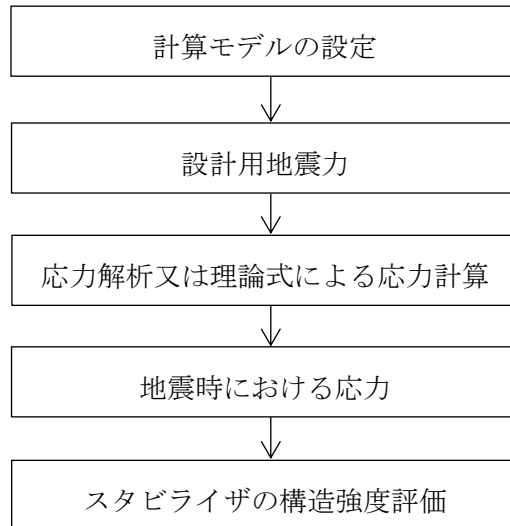 計算モデルの設定
設計用地震力
応力解析又は理論式による応力計算
地震時における応力
スタビライザの構造強度評価